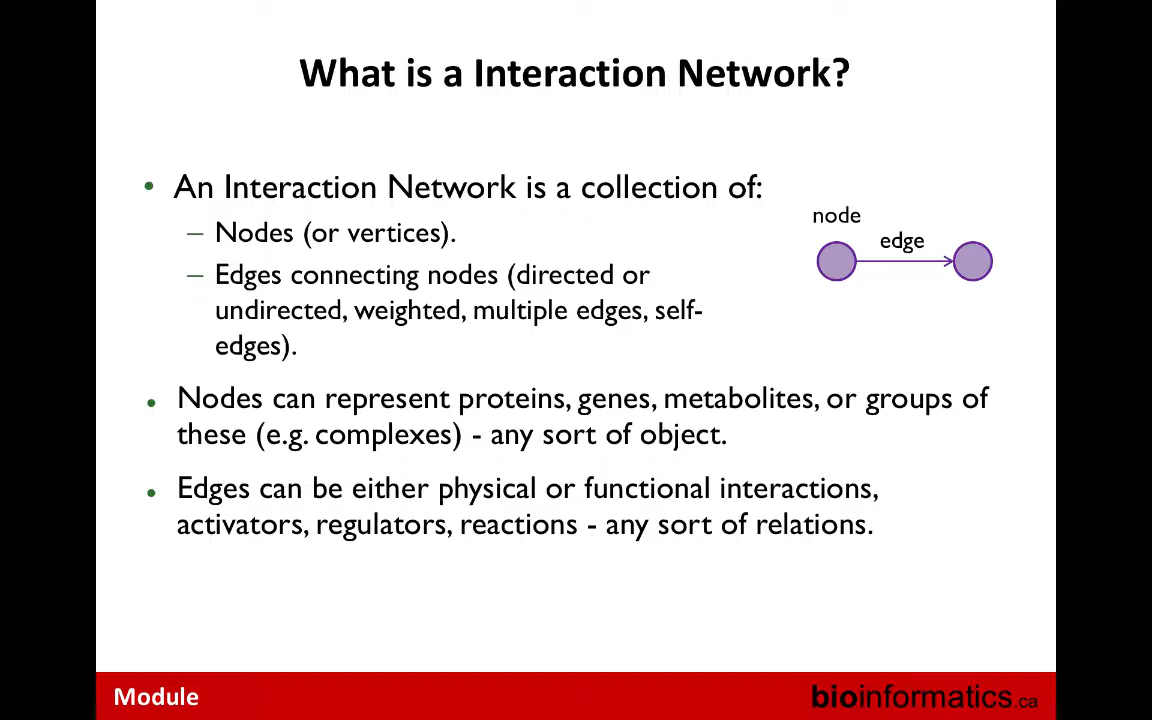 What is a Interaction Network?
• An Interaction Network is a collection of:
– Nodes (or vertices).
– Edges connecting nodes (directed or
undirected, weighted, multiple edges, self-
edges).
node
edge
• Nodes can represent proteins, genes, metabolites, or groups of
these (e.g. complexes) - any sort of object.
• Edges can be either physical or functional interactions,
activators, regulators, reactions - any sort of relations.
Module
bioinformatics.ca